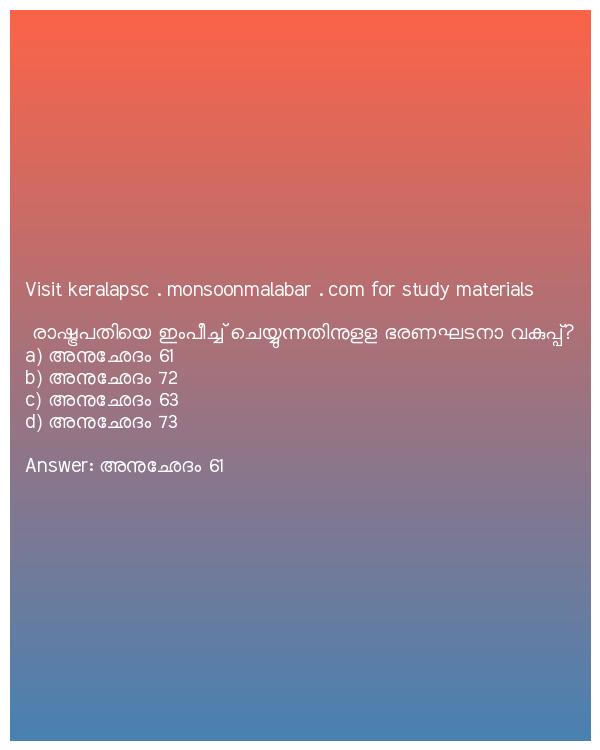 Visit keralapsc . monsoonmalabar . com for study materials
രാഷ്ട്രപതിയെ ഇംപീച്ച് ചെയ്യുന്നതിനുളള ഭരണഘടനാ വകുപ്പ്?
a) അനുഛേദം 61
b) അനുഛേദം 72
c) അനുഛേദം 63
d) അനുഛേദം 73
Answer: അനുഛേദം 61